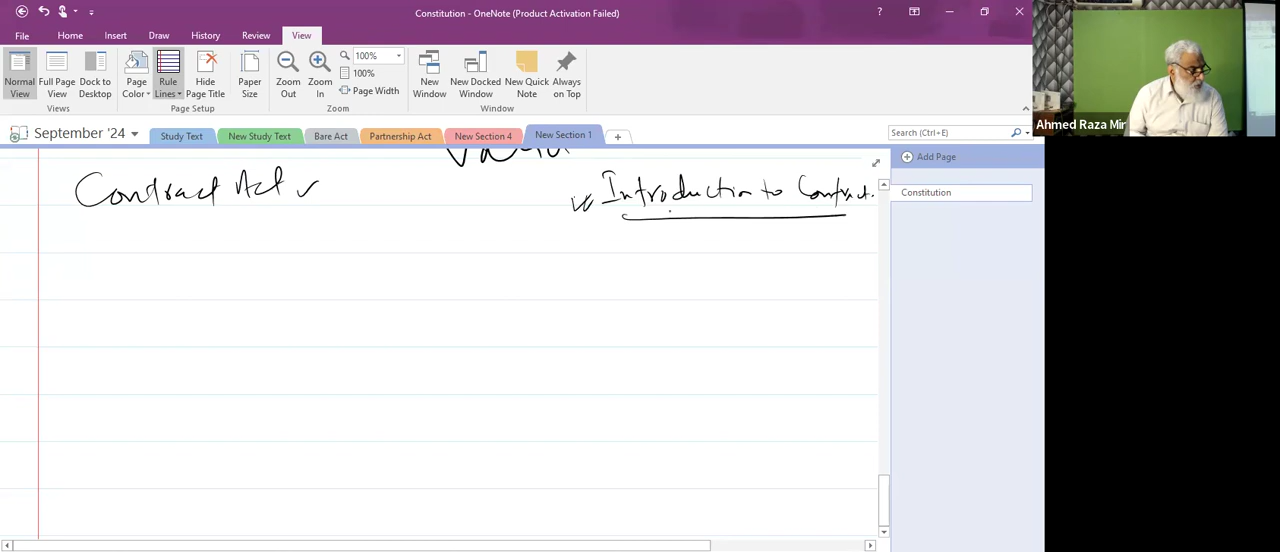 Constitution - OneNote (Product Activation Failed)
?
File Home Insert Draw History Review View
Normal View
Full Page View
Dock to Desktop
Page Color
Rule Lines
Hide Page Title
Paper Size
Zoom Out
Zoom In
100%
100%
Page Width
New Window
New Docked Window
New Quick Note
Always on Top
Views Page Setup Zoom Window
September '24
Study Text New Study Text Bare Act Partnership Act New Section 4 New Section 1
Search (Ctrl+E)
Add Page
Constitution
Contract Act
Introduction to Contract.
Ahmed Raza Mir